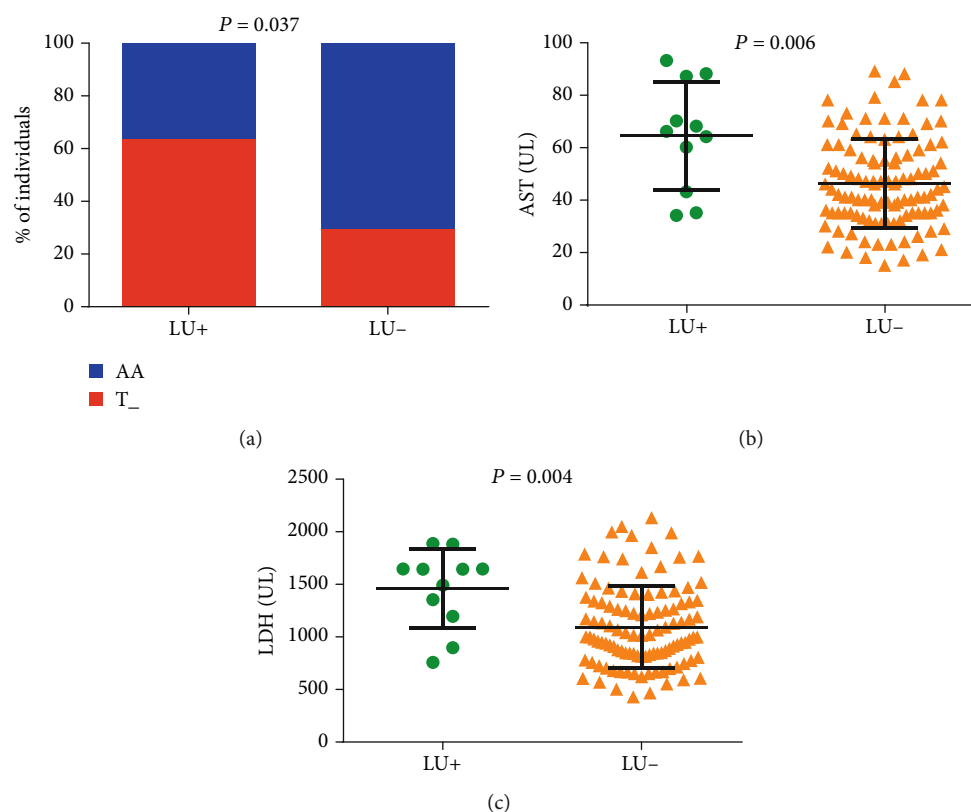 P = 0.037
% of individuals
100
80
60
40
20
0
LU+
LU−
AA
T_
(a)
P = 0.006
AST (UL)
100
80
60
40
20
0
LU+
LU−
(b)
P = 0.004
LDH (UL)
2500
2000
1500
1000
500
0
LU+
LU−
(c)